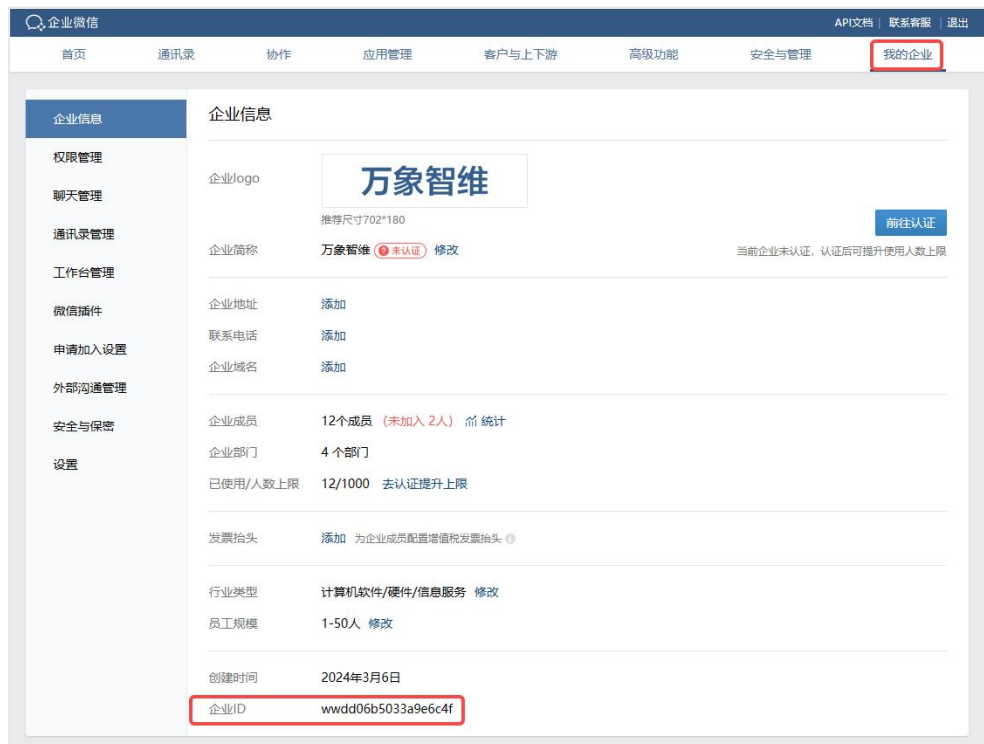 企业微信
API文档 | 联系客服 | 退出
首页 通讯录 协作 应用管理 客户与上下游 高级功能 安全与管理 我的企业
企业信息
权限管理
聊天管理
通讯录管理
工作台管理
微信插件
申请加入设置
外部沟通管理
安全与保密
设置
企业信息
企业logo 万象智维
推荐尺寸702*180
前往认证
企业简称 万象智维 未认证 修改
当前企业未认证，认证后可提升使用人数上限
企业地址 添加
联系电话 添加
企业域名 添加
企业成员 12个成员 （未加入 2人） 统计
企业部门 4 个部门
已使用/人数上限 12/1000 去认证提升上限
发票抬头 添加 为企业成员配置增值税发票抬头
行业类型 计算机软件/硬件/信息服务 修改
员工规模 1-50人 修改
创建时间 2024年3月6日
企业ID wwdd06b5033a9e6c4f